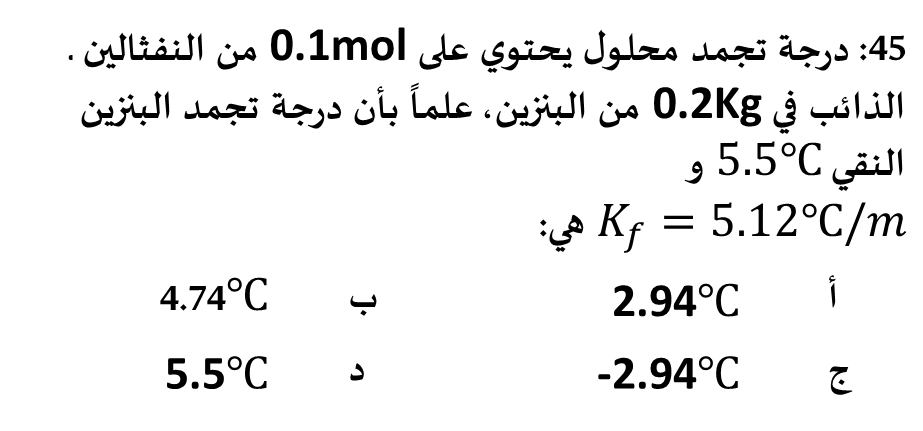 45: درجة تجمد محلول يحتوي على 0.1mol من النفثالين .
الذائب في 0.2Kg من البنزين، علماً بأن درجة تجمد البنزين
النقي 5.5°C و
K_f = 5.12°C/m هي:
أ 2.94°C ب 4.74°C
ج -2.94°C د 5.5°C